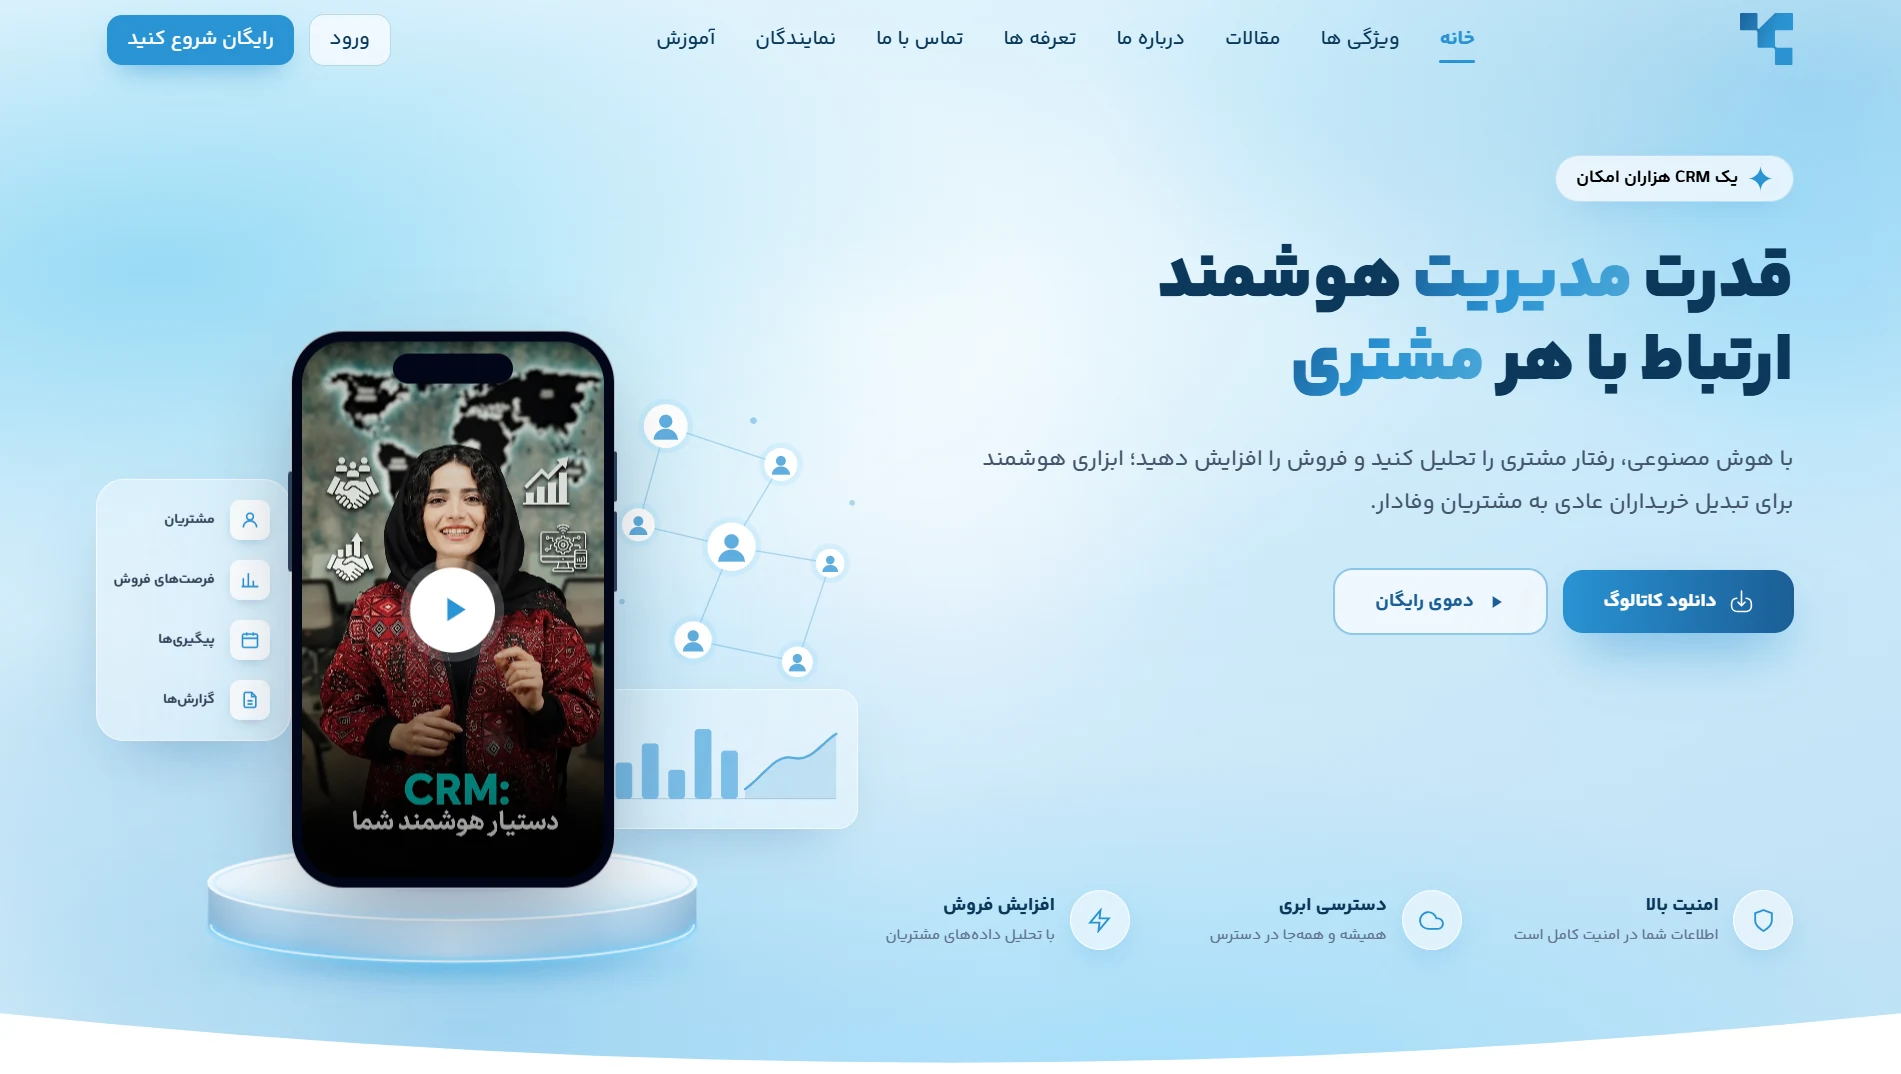 خانه
ویژگی ها
مقالات
درباره ما
تعرفه ها
تماس با ما
نمایندگان
آموزش
ورود
رایگان شروع کنید
یک CRM هزاران امکان
قدرت مدیریت هوشمند
ارتباط با هر مشتری
با هوش مصنوعی، رفتار مشتری را تحلیل کنید و فروش را افزایش دهید؛ ابزاری هوشمند
برای تبدیل خریداران عادی به مشتریان وفادار.
دانلود کاتالوگ
دموی رایگان
امنیت بالا
اطلاعات شما در امنیت کامل است
دسترسی ابری
همیشه و همه‌جا در دسترس
افزایش فروش
با تحلیل داده‌های مشتریان
CRM:
دستیار هوشمند شما
مشتریان
فرصت‌های فروش
پیگیری‌ها
گزارش‌ها